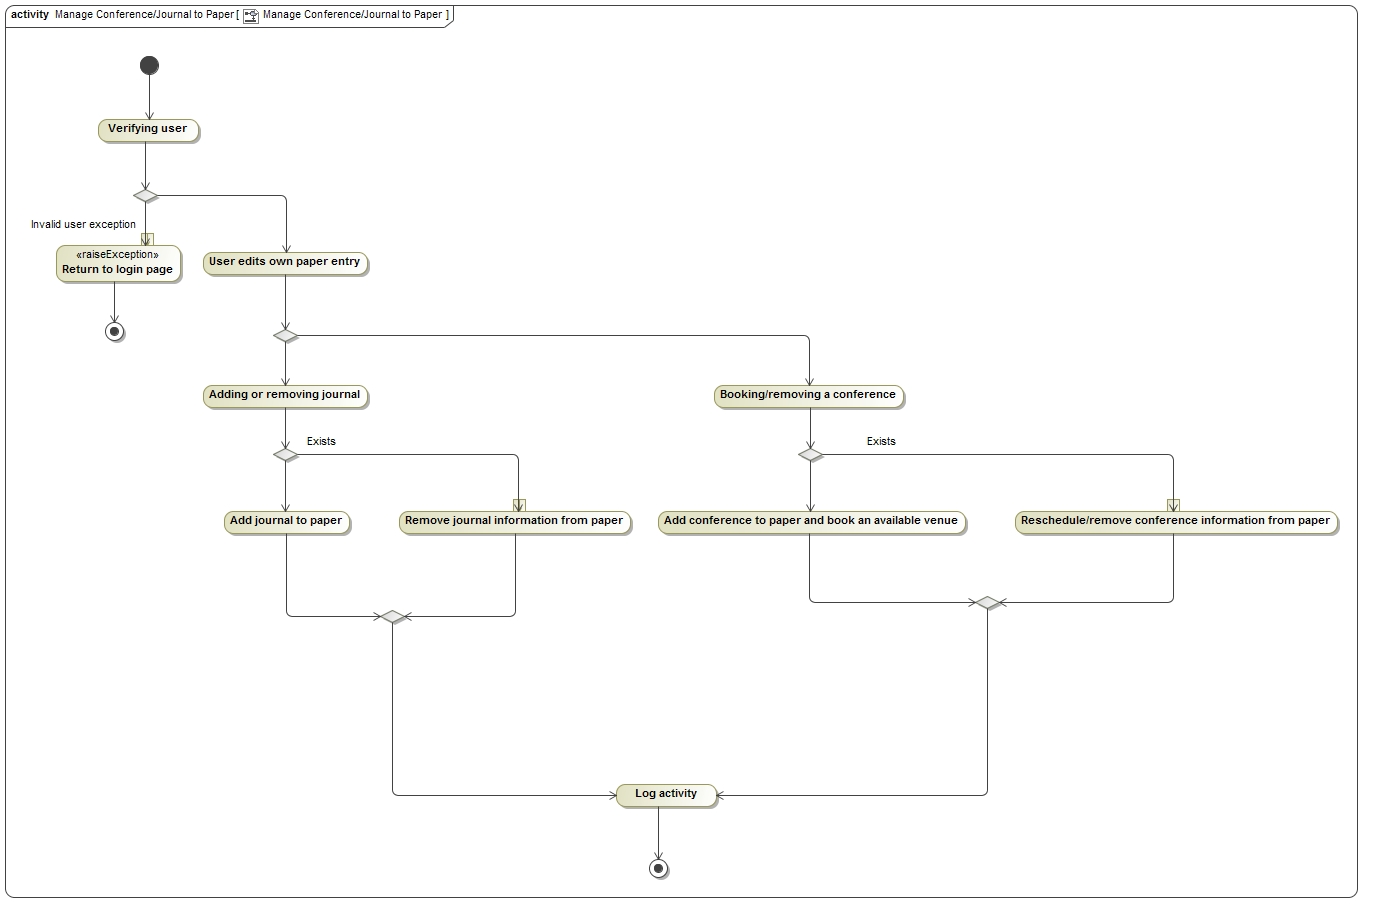 activity Manage Conference/Journal to Paper [ Manage Conference/Journal to Paper ]
Verifying user
Invalid user exception
«raiseException»
Return to login page
User edits own paper entry
Adding or removing journal
Booking/removing a conference
Exists
Exists
Add journal to paper
Remove journal information from paper
Add conference to paper and book an available venue
Reschedule/remove conference information from paper
Log activity